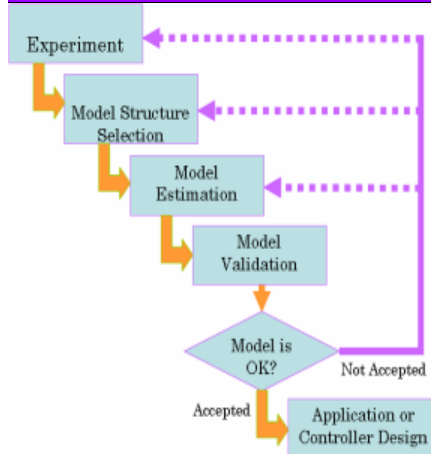 Experiment
Model Structure
Selection
Model
Estimation
Model
Validation
Model is
OK?
Not Accepted
Accepted
Application or
Controller Design